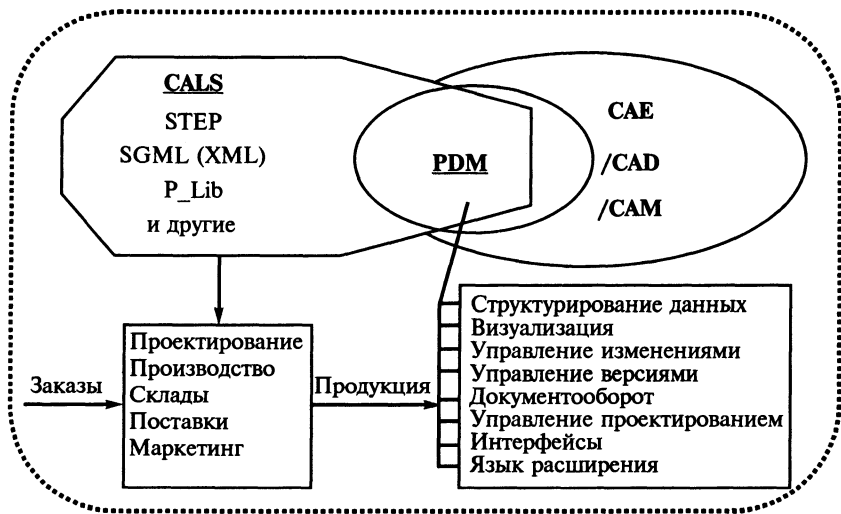 CALS
STEP
SGML (XML)
P_Lib
и другие
PDM
CAE
/CAD
/CAM
Заказы
Проектирование
Производство
Склады
Поставки
Маркетинг
Продукция
Структурирование данных
Визуализация
Управление изменениями
Управление версиями
Документооборот
Управление проектированием
Интерфейсы
Язык расширения